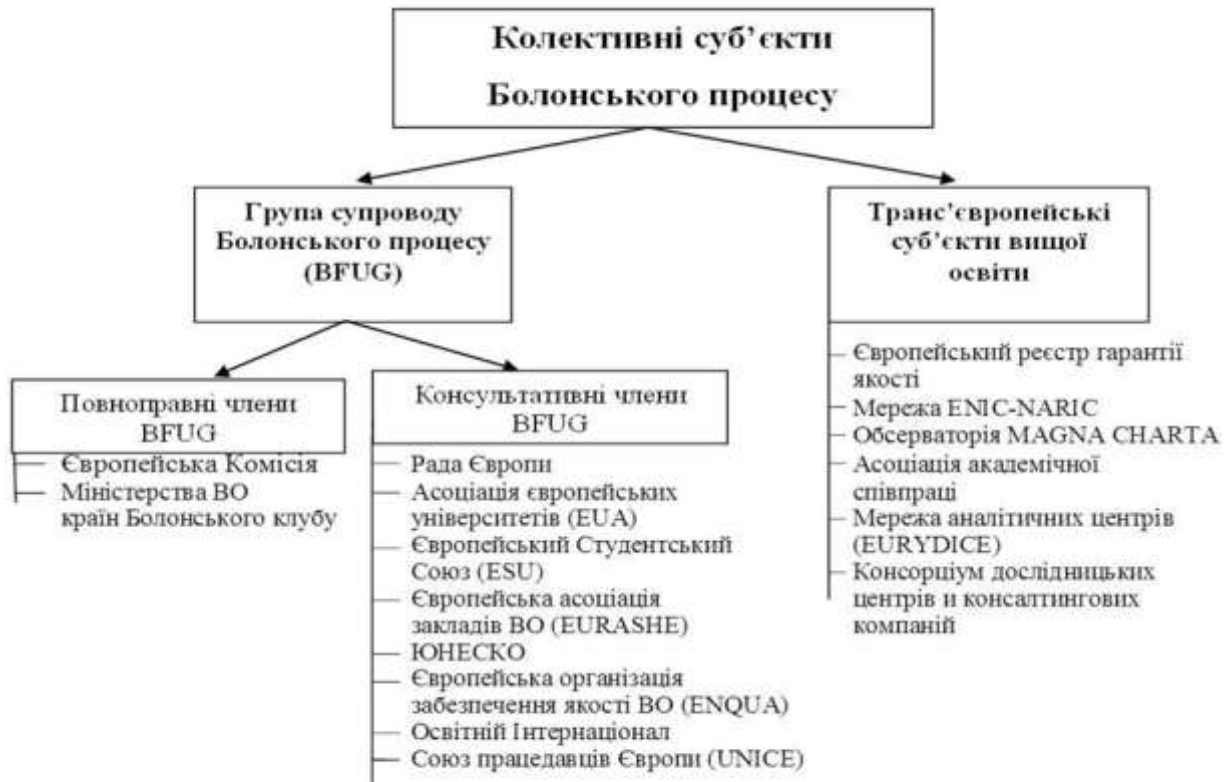 Колективні суб’єкти
Болонського процесу
Група супроводу
Болонського процесу
(BFUG)
Транс’європейські
суб’єкти вищої
освіти
Повноправні члени
BFUG
Європейська Комісія
Міністерства ВО
країн Болонського клубу
Консультативні члени
BFUG
Рада Європи
Асоціація європейських
університетів (EUA)
Європейський Студентський
Союз (ESU)
Європейська асоціація
закладів ВО (EURASHE)
ЮНЕСКО
Європейська організація
забезпечення якості ВО (ENQUA)
Освітній Інтернаціонал
Союз працедавців Європи (UNICE)
Європейський реєстр гарантії
якості
Мережа ENIC-NARIC
Обсерваторія MAGNA CHARTA
Асоціація академічної
співпраці
Мережа аналітичних центрів
(EURYDICE)
Консорціум дослідницьких
центрів и консалтингових
компаній